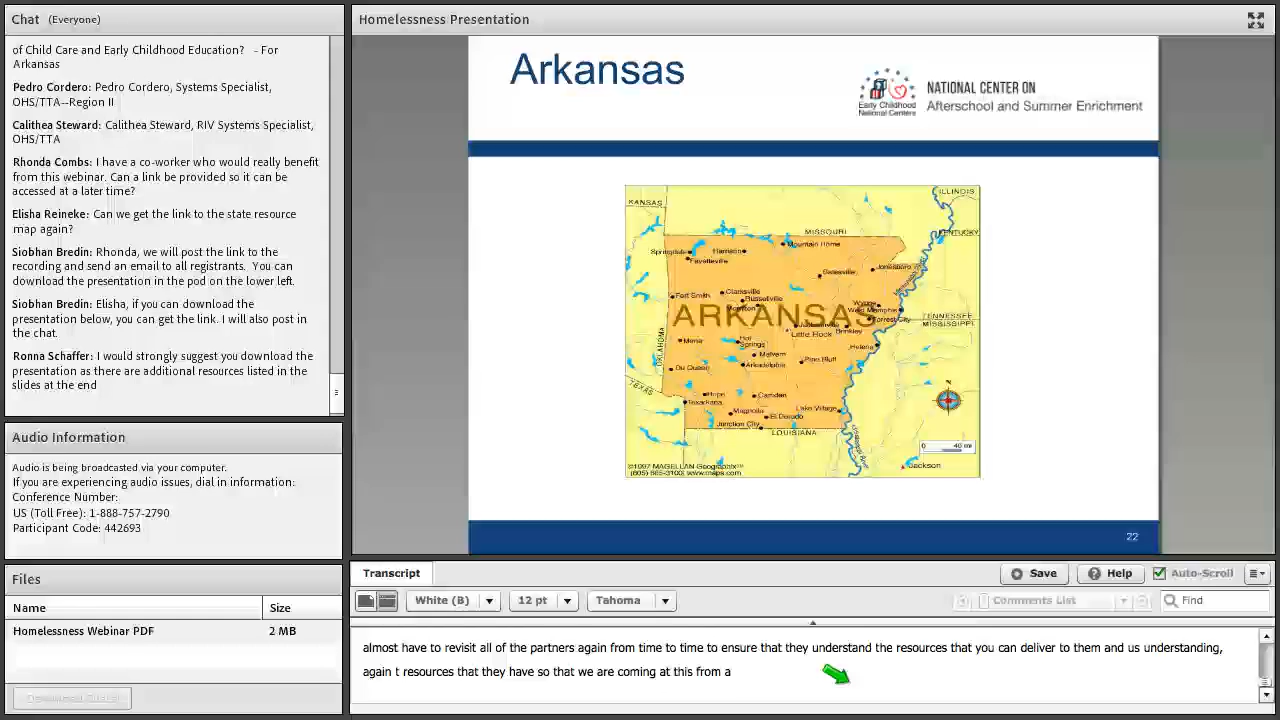 Chat (Everyone)
of Child Care and Early Childhood Education? - For
Arkansas
Pedro Cordero: Pedro Cordero, Systems Specialist,
OHS/TTA--Region II
Calithea Steward: Calithea Steward, MV Systems Specialist,
OHS/TTA
Rhonda Combs: I have a co-worker who would really benefit
from this webinar. Can a link be provided so it can be
accessed at a later time?
Elisha Reineke: Can we get the link to the state resource
map again?
Siobhan Bredin: Rhonda, we will post the link to the
recording and send an email to all registrants. You can
download the presentation in the pod on the lower left.
Siobhan Bredin: Elisha, if you can download the
presentation below, you can get the link. I will also post in
the chat.
Ronna Schaffer: I would strongly suggest you download the
presentation as there are additional resources listed in the
slides at the end
Audio Information
Audio is being broadcasted via your computer.
If you are experiencing audio issues, dial in information:
Conference Number:
US (Toll Free): 1-888-757-2790
Participant Code: 442693
Files
Name Size
Homelessness Webinar PDF 2 MB
Homelessness Presentation
Arkansas
Early Childhood
National Centers
NATIONAL CENTER ON
Afterschool and Summer Enrichment
KANSAS
ILLINOIS
MISSOURI
KENTUCKY
Springdale
Harrison
Mountain Home
Fayetteville
Batesville
Jonesboro
Fort Smith
Clarksville
Russellville
Wynne
West Memphis
ARKANSAS
Forrest City
TENNESSEE
MISSISSIPPI
Brinkley
Little Rock
OKLAHOMA
Mena
Hot
Springs
Helena
Malvern
Pine Bluff
De Queen
Arkadelphia
TEXAS
Hope
Camden
Texarkana
Magnolia
Lake Village
El Dorado
Junction City
LOUISIANA
Mississippi River
N
0 40 mi
Jackson
©1997 MAGELLAN Geographix℠
www.maps.com
22
Transcript
Save
Help
Auto-Scroll
White (B)
12 pt
Tahoma
Comments List
Find
almost have to revisit all of the partners again from time to time to ensure that they understand the resources that you can deliver to them and us understanding,
again t resources that they have so that we are coming at this from a